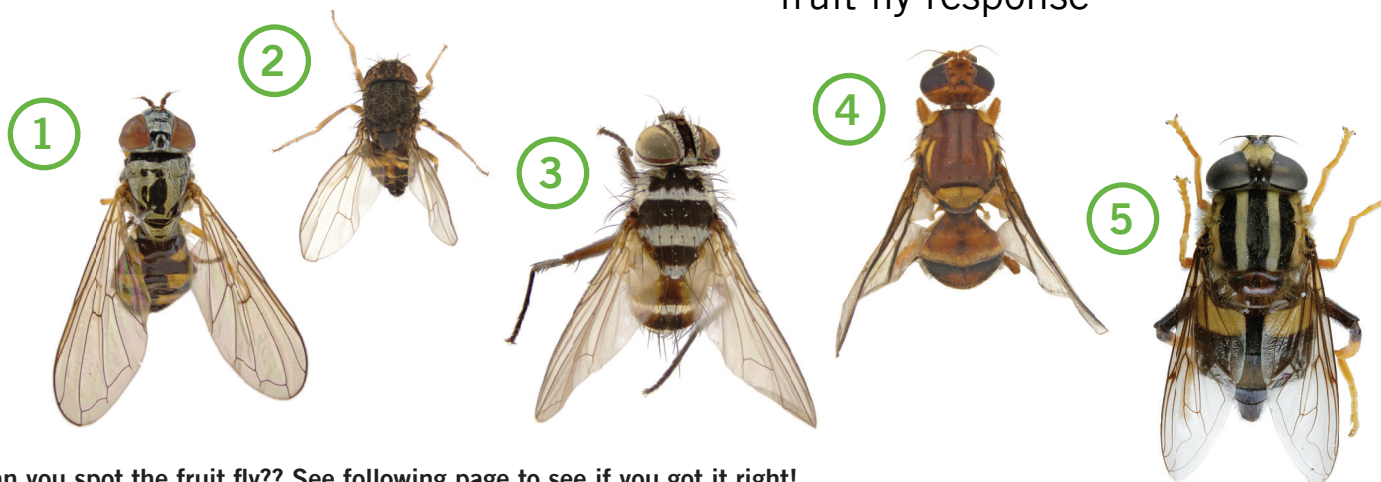 fruit fly response
2
1
3
4
5
you spot the fruit fly?? See following page to see if you got it right!